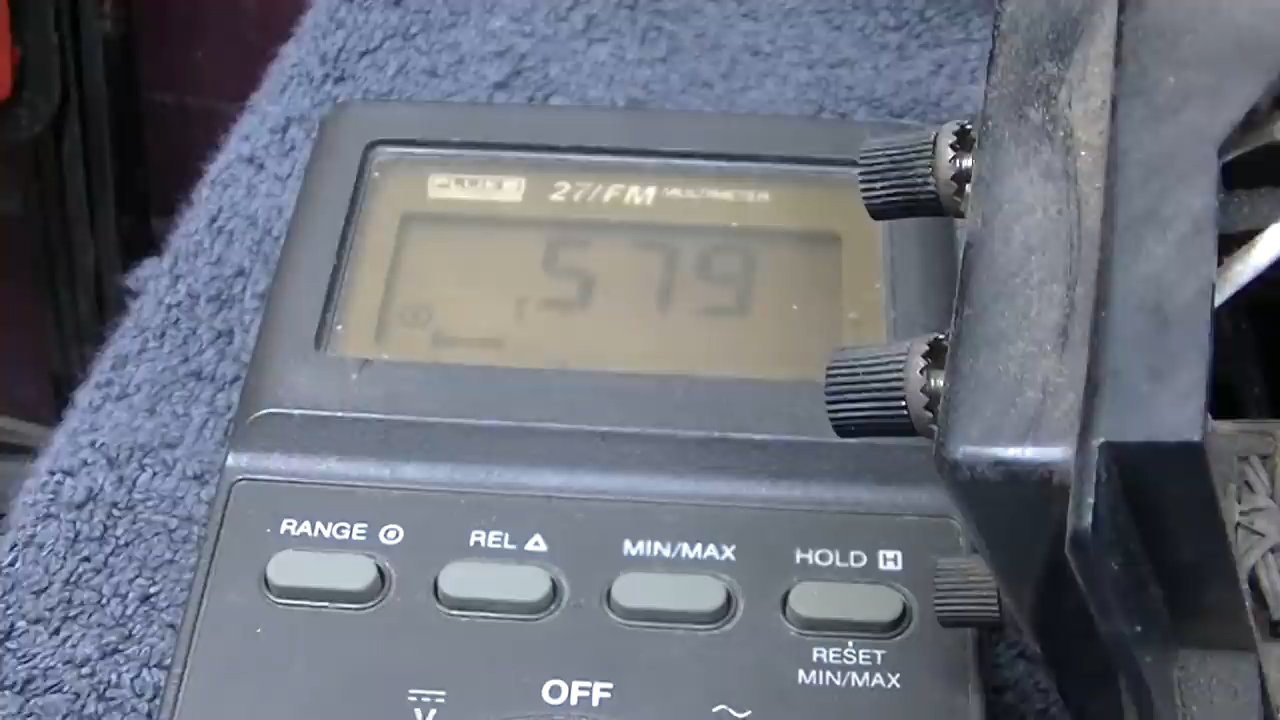 27/FM MULTIMETER
579
RANGE
REL △
MIN/MAX
HOLD H
RESET
MIN/MAX
OFF
V